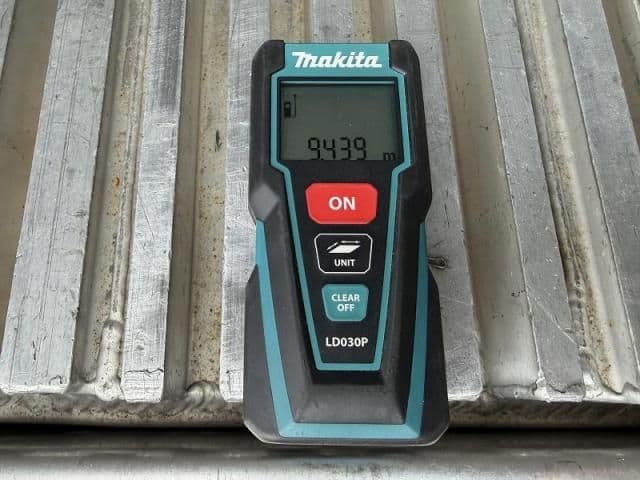 makita
9.439 m
ON
UNIT
CLEAR
OFF
LD030P